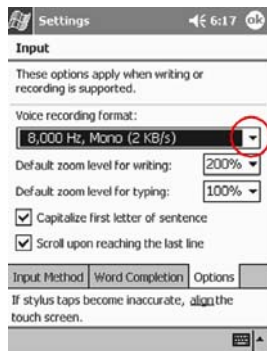 Settings 6:17 ok
Input
These options apply when writing or
recording is supported.
Voice recording format:
8,000 Hz, Mono (2 KB/s)
Default zoom level for writing: 200%
Default zoom level for typing: 100%
Capitalize first letter of sentence
Scroll upon reaching the last line
Input Method Word Completion Options
If stylus taps become inaccurate, align the
touch screen.